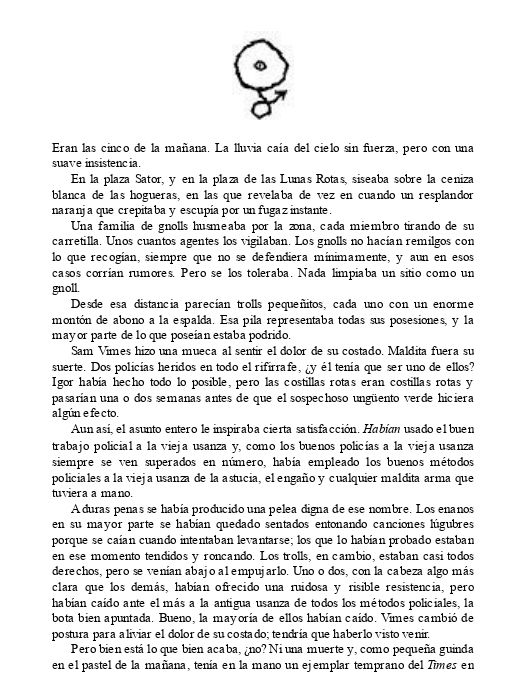 Eran las cinco de la mañana. La lluvia caía del cielo sin fuerza, pero con una
suave insistencia.
En la plaza Sator, y en la plaza de las Lunas Rotas, siseaba sobre la ceniza
blanca de las hogueras, en las que revelaba de vez en cuando un resplandor
naranja que crepitaba y escupía por un fugaz instante.
Una familia de gnolls husmeaba por la zona, cada miembro tirando de su
carretilla. Unos cuantos agentes los vigilaban. Los gnolls no hacían remilgos con
lo que recogían, siempre que no se defendiera mínimamente, y aun en esos
casos corrían rumores. Pero se los toleraba. Nada limpiaba un sitio como un
gnoll.
Desde esa distancia parecían trolls pequeñitos, cada uno con un enorme
montón de abono a la espalda. Esa pila representaba todas sus posesiones, y la
mayor parte de lo que poseían estaba podrido.
Sam Vimes hizo una mueca al sentir el dolor de su costado. Maldita fuera su
suerte. Dos policías heridos en todo el rifirrafe, ¿y él tenía que ser uno de ellos?
Igor había hecho todo lo posible, pero las costillas rotas eran costillas rotas y
pasarían una o dos semanas antes de que el sospechoso ungüento verde hiciera
algún efecto.
Aun así, el asunto entero le inspiraba cierta satisfacción. Habían usado el buen
trabajo policial a la vieja usanza y, como los buenos policías a la vieja usanza
siempre se ven superados en número, había empleado los buenos métodos
policiales a la vieja usanza de la astucia, el engaño y cualquier maldita arma que
tuviera a mano.
A duras penas se había producido una pelea digna de ese nombre. Los enanos
en su mayor parte se habían quedado sentados entonando canciones lúgubres
porque se caían cuando intentaban levantarse; los que lo habían probado estaban
en ese momento tendidos y roncando. Los trolls, en cambio, estaban casi todos
derechos, pero se venían abajo al empujarlo. Uno o dos, con la cabeza algo más
clara que los demás, habían ofrecido una ruidosa y risible resistencia, pero
habían caído ante el más a la antigua usanza de todos los métodos policiales, la
bota bien apuntada. Bueno, la mayoría de ellos habían caído. Vimes cambió de
postura para aliviar el dolor de su costado; tendría que haberlo visto venir.
Pero bien está lo que bien acaba, ¿no? Ni una muerte y, como pequeña guinda
en el pastel de la mañana, tenía en la mano un ejemplar temprano del Times en